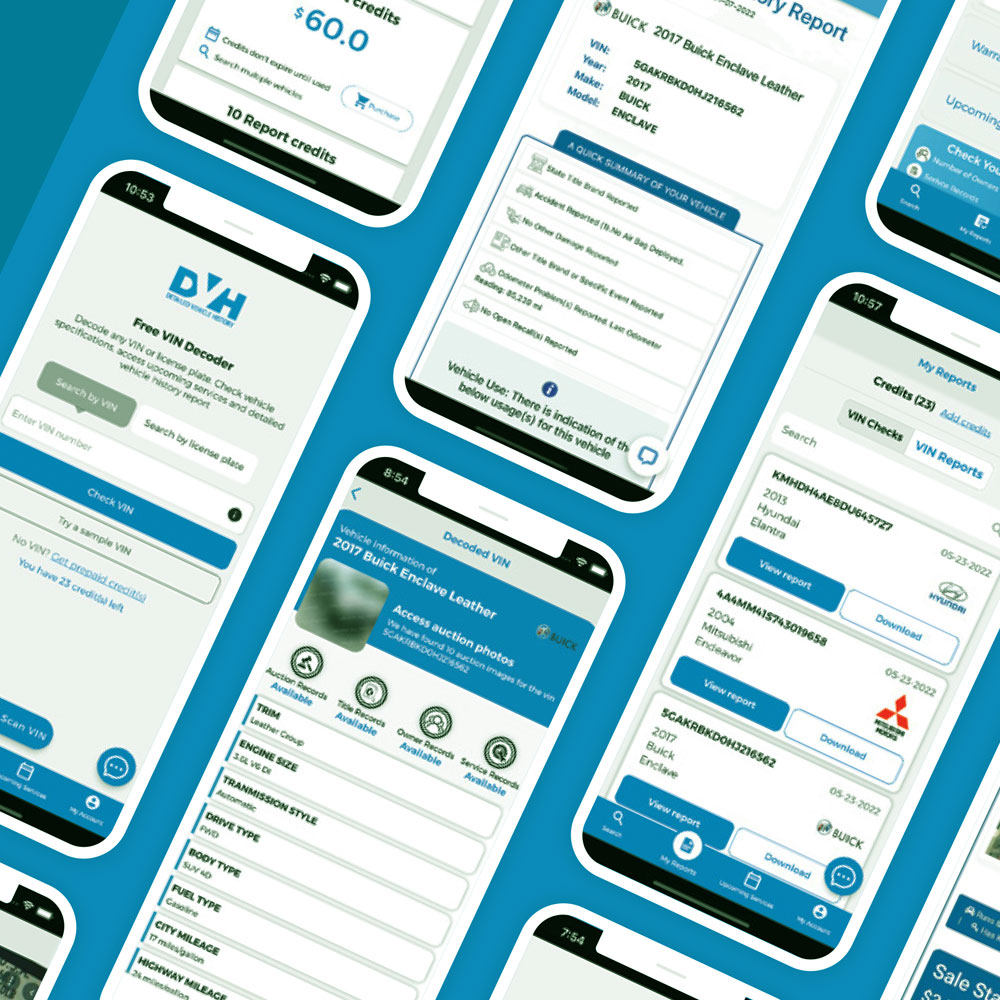 t credits
$60.0
Credits don't expire until used
Search multiple vehicles
Purchase
10 Report credits
10:53
DVH
DETAILED VEHICLE HISTORY
Free VIN Decoder
Decode any VIN or license plate. Check vehicle
specifications, access upcoming services and detailed
vehicle history report
Search by VIN
Search by license plate
Enter VIN number
Check VIN
Try a sample VIN
No VIN? Get prepaid credit(s)
You have 23 credit(s) left
Scan VIN
Upcoming Services
My Account
-07-2022
ory Report
BUICK
2017 Buick Enclave Leather
VIN:
5GAKRBKD0HJ216562
Year:
2017
Make:
BUICK
Model:
ENCLAVE
A QUICK SUMMARY OF YOUR VEHICLE
State Title Brand Reported
Accident Reported (1).No Air Bag Deployed.
No Other Damage Reported
Other Title Brand or Specific Event Reported
Odometer Problem(s) Reported. Last Odometer
Reading: 85,239 mi
No Open Recall(s) Reported
Vehicle Use: There is indication of the
below usage(s) for this vehicle
8:54
Decoded VIN
Vehicle Information of
2017 Buick Enclave Leather
BUICK
Access auction photos
We have found 10 auction images for the vin
5GAKRBKD0HJ216562
Auction Records
Available
Title Records
Available
Owner Records
Available
Service Records
Available
TRIM
Leather Group
ENGINE SIZE
3.6L V6 DI
TRANMISSION STYLE
Automatic
DRIVE TYPE
FWD
BODY TYPE
SUV 4D
FUEL TYPE
Gasoline
CITY MILEAGE
17 miles/gallon
HIGHWAY MILEAGE
24 miles/gallon
Warra
Upcoming
Check You
Number of Owners
Service Records
Search
My Reports
10:57
My Reports
Credits (23)
Add credits
VIN Checks
VIN Reports
Search
KMHDH4AE8DU645727
2013
Hyundai
Elantra
05-23-2022
HYUNDAI
View report
Download
4A4MM41S743019658
2004
Mitsubishi
Endeavor
05-23-2022
MITSUBISHI
MOTORS
View report
Download
5GAKRBKD0HJ216562
2017
Buick
Enclave
05-23-2022
BUICK
View report
Download
Search
My Reports
Upcoming Services
My Account
7:54
Runs
Has K
Sale Sta